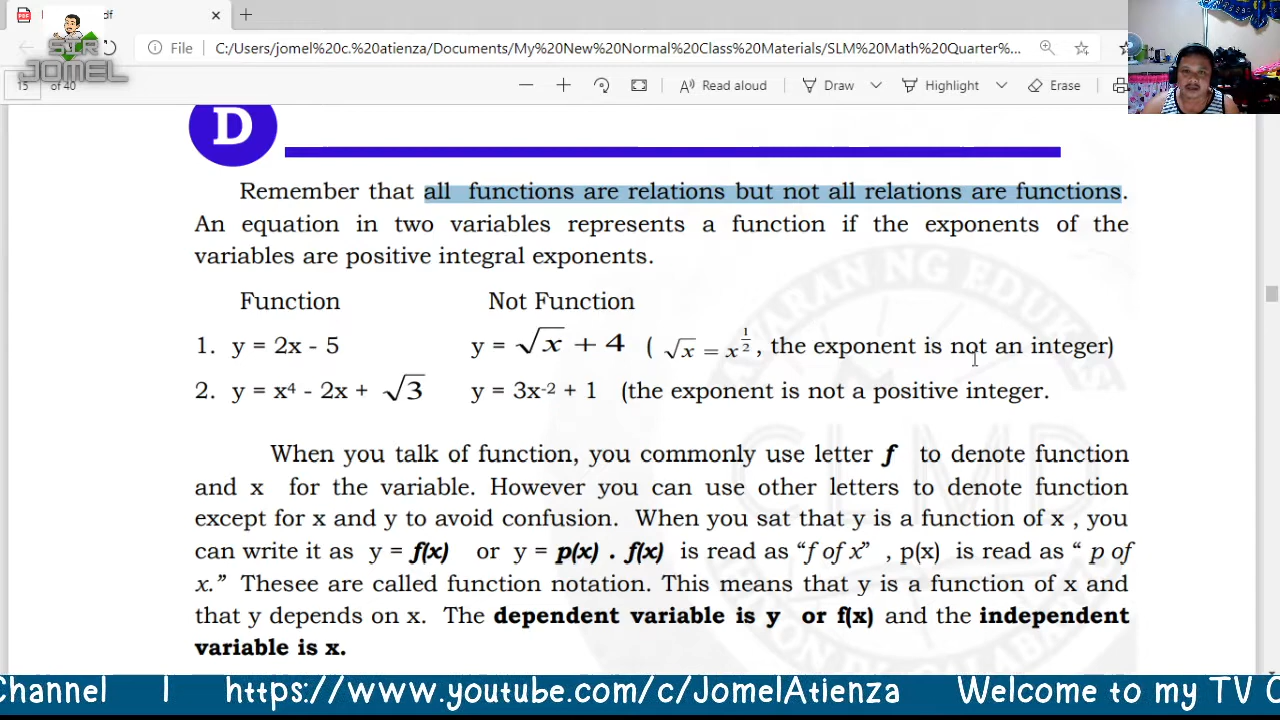 df
SIR
JOMEL
File
C:/Users/jomel%20c.%20atienza/Documents/My%20New%20Normal%20Class%20Materials/SLM%20Math%20Quarter%...
15 of 40
Read aloud
Draw
Highlight
Erase
D
Remember that all functions are relations but not all relations are functions.
An equation in two variables represents a function if the exponents of the
variables are positive integral exponents.
Function Not Function
1. y = 2x - 5 y = √x + 4 ( √x = x^(1/2), the exponent is not an integer)
2. y = x⁴ - 2x + √3 y = 3x⁻² + 1 (the exponent is not a positive integer.
When you talk of function, you commonly use letter f to denote function
and x for the variable. However you can use other letters to denote function
except for x and y to avoid confusion. When you sat that y is a function of x , you
can write it as y = f(x) or y = p(x) . f(x) is read as “f of x” , p(x) is read as “ p of
x.” Thesee are called function notation. This means that y is a function of x and
that y depends on x. The dependent variable is y or f(x) and the independent
variable is x.
CLMD
Channel | https://www.youtube.com/c/JomelAtienza Welcome to my TV C